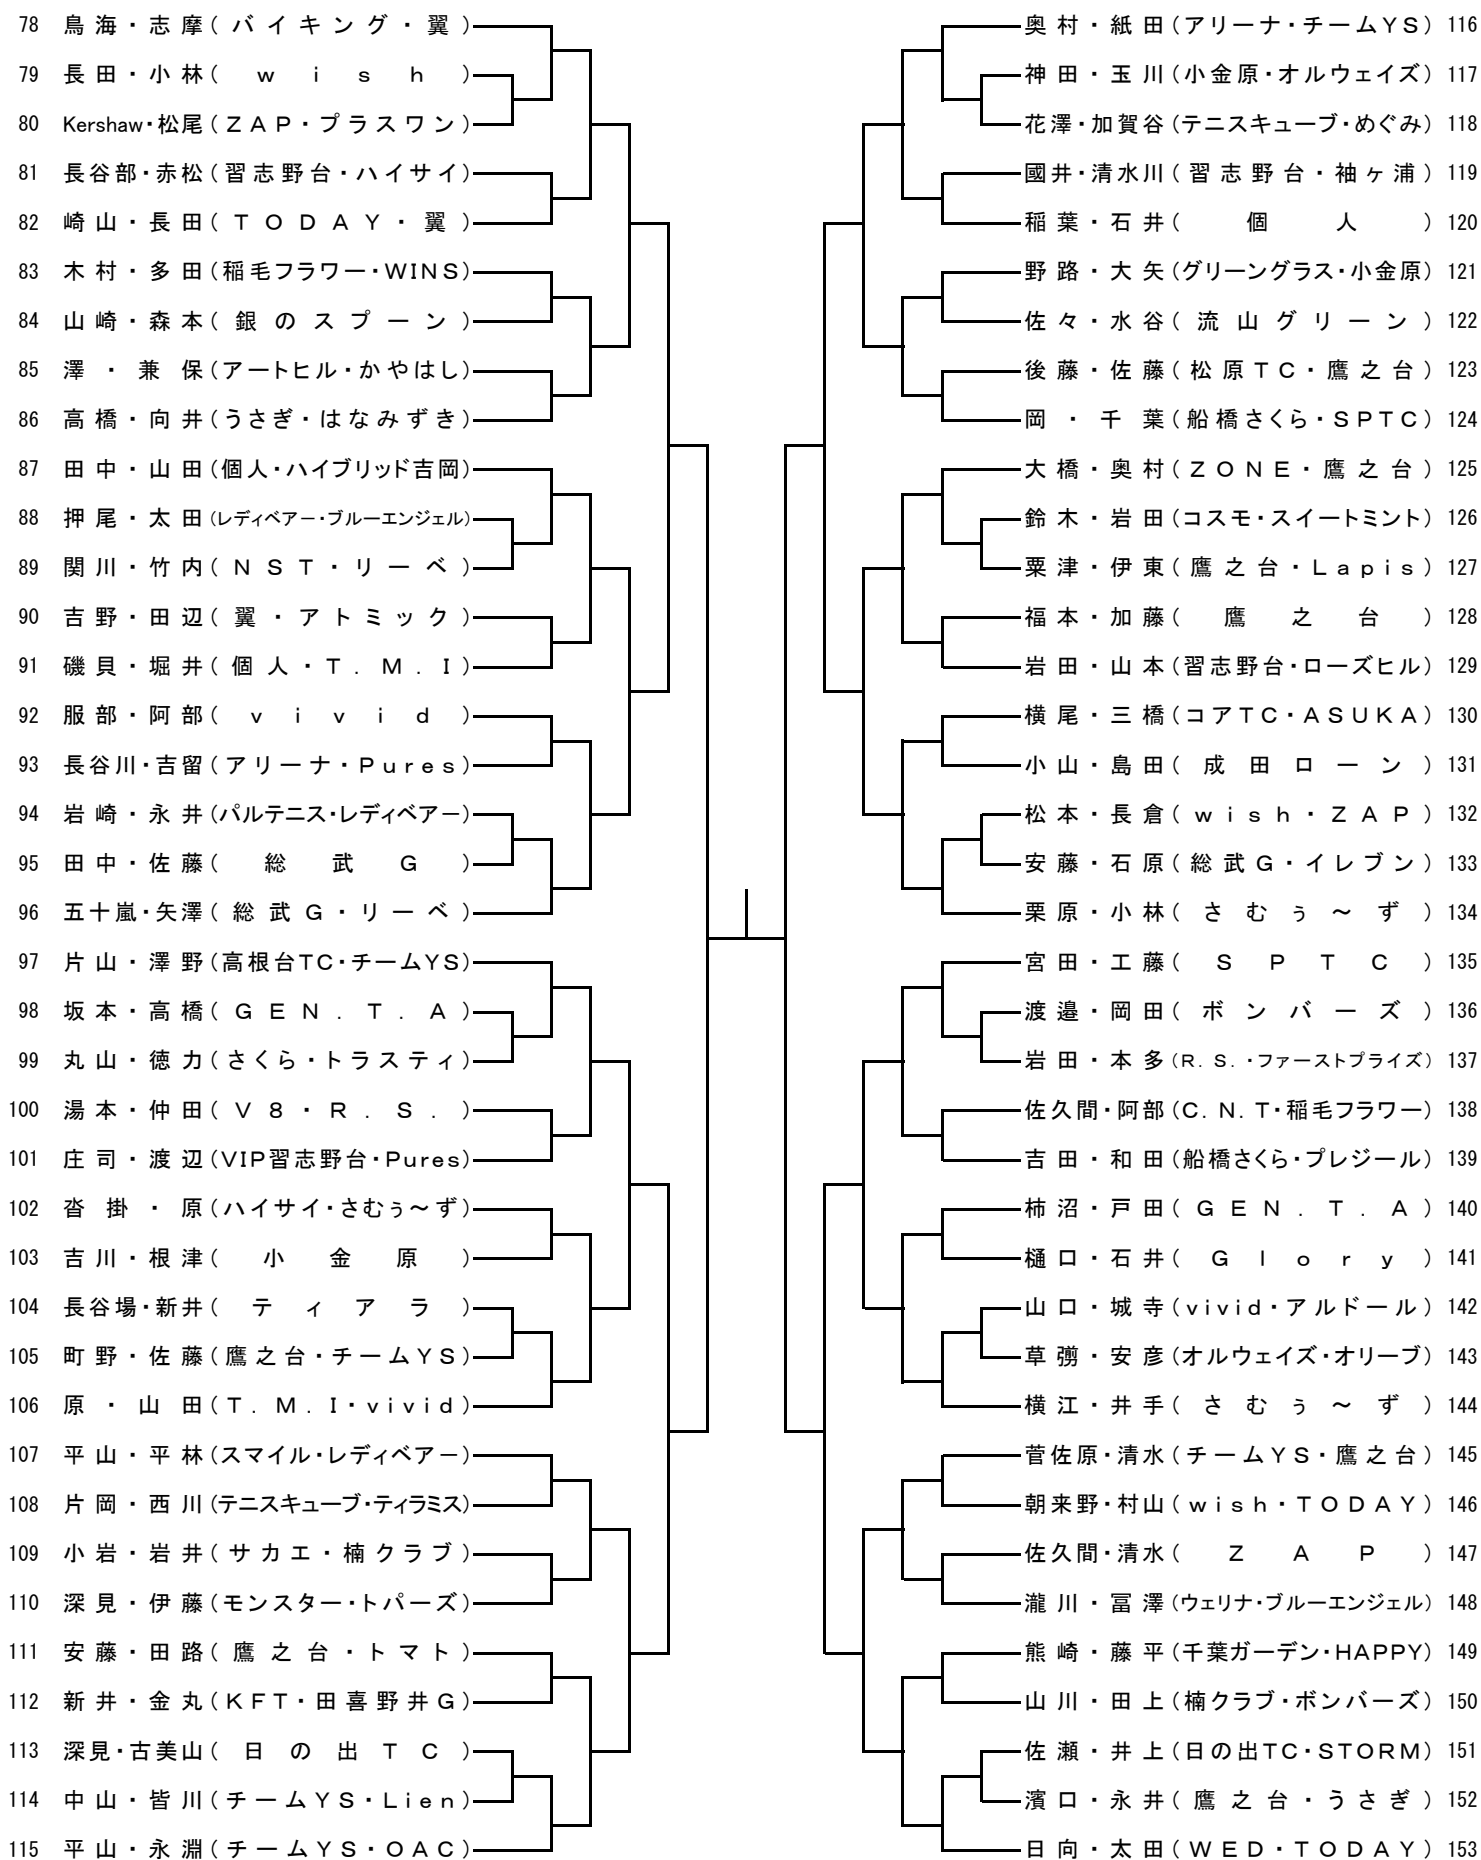 78 鳥海・志摩(バイキング・翼)
79 長田・小林(wish)
80 Kershaw・松尾(ZAP・プラスワン)
81 長谷部・赤松(習志野台・ハイサイ)
82 崎山・長田(TODAY・翼)
83 木村・多田(稲毛フラワー・WINS)
84 山崎・森本(銀のスプーン)
85 澤・兼保(アートヒル・かやはし)
86 高橋・向井(うさぎ・はなみずき)
87 田中・山田(個人・ハイブリッド吉岡)
88 押尾・太田(レディベアー・ブルーエンジェル)
89 関川・竹内(NST・リーベ)
90 吉野・田辺(翼・アトミック)
91 磯貝・堀井(個人・T.M.I)
92 服部・阿部(vivid)
93 長谷川・吉留(アリーナ・Pures)
94 岩崎・永井(パルテニス・レディベアー)
95 田中・佐藤(総武G)
96 五十嵐・矢澤(総武G・リーベ)
97 片山・澤野(高根台TC・チームYS)
98 坂本・高橋(GEN.T.A)
99 丸山・徳力(さくら・トラスティ)
100 湯本・仲田(V8・R.S.)
101 庄司・渡辺(VIP習志野台・Pures)
102 沓掛・原(ハイサイ・さむぅ～ず)
103 吉川・根津(小金原)
104 長谷場・新井(ティアラ)
105 町野・佐藤(鷹之台・チームYS)
106 原・山田(T.M.I・vivid)
107 平山・平林(スマイル・レディベアー)
108 片岡・西川(テニスキューブ・ティラミス)
109 小岩・岩井(サカエ・楠クラブ)
110 深見・伊藤(モンスター・トパーズ)
111 安藤・田路(鷹之台・トマト)
112 新井・金丸(KFT・田喜野井G)
113 深見・古美山(日の出TC)
114 中山・皆川(チームYS・Lien)
115 平山・永淵(チームYS・OAC)
奥村・紙田(アリーナ・チームYS) 116
神田・玉川(小金原・オルウェイズ) 117
花澤・加賀谷(テニスキューブ・めぐみ) 118
國井・清水川(習志野台・袖ヶ浦) 119
稲葉・石井(個人) 120
野路・大矢(グリーングラス・小金原) 121
佐々・水谷(流山グリーン) 122
後藤・佐藤(松原TC・鷹之台) 123
岡・千葉(船橋さくら・SPTC) 124
大橋・奥村(ZONE・鷹之台) 125
鈴木・岩田(コスモ・スイートミント) 126
粟津・伊東(鷹之台・Lapis) 127
福本・加藤(鷹之台) 128
岩田・山本(習志野台・ローズヒル) 129
横尾・三橋(コアTC・ASUKA) 130
小山・島田(成田ローン) 131
松本・長倉(wish・ZAP) 132
安藤・石原(総武G・イレブン) 133
栗原・小林(さむぅ～ず) 134
宮田・工藤(SPTC) 135
渡邉・岡田(ボンバーズ) 136
岩田・本多(R.S.・ファーストプライズ) 137
佐久間・阿部(C.N.T・稲毛フラワー) 138
吉田・和田(船橋さくら・プレジール) 139
柿沼・戸田(GEN.T.A) 140
樋口・石井(Glory) 141
山口・城寺(vivid・アルドール) 142
草彅・安彦(オルウェイズ・オリーブ) 143
横江・井手(さむぅ～ず) 144
菅佐原・清水(チームYS・鷹之台) 145
朝来野・村山(wish・TODAY) 146
佐久間・清水(ZAP) 147
瀧川・冨澤(ウェリナ・ブルーエンジェル) 148
熊崎・藤平(千葉ガーデン・HAPPY) 149
山川・田上(楠クラブ・ボンバーズ) 150
佐瀬・井上(日の出TC・STORM) 151
濱口・永井(鷹之台・うさぎ) 152
日向・太田(WED・TODAY) 153